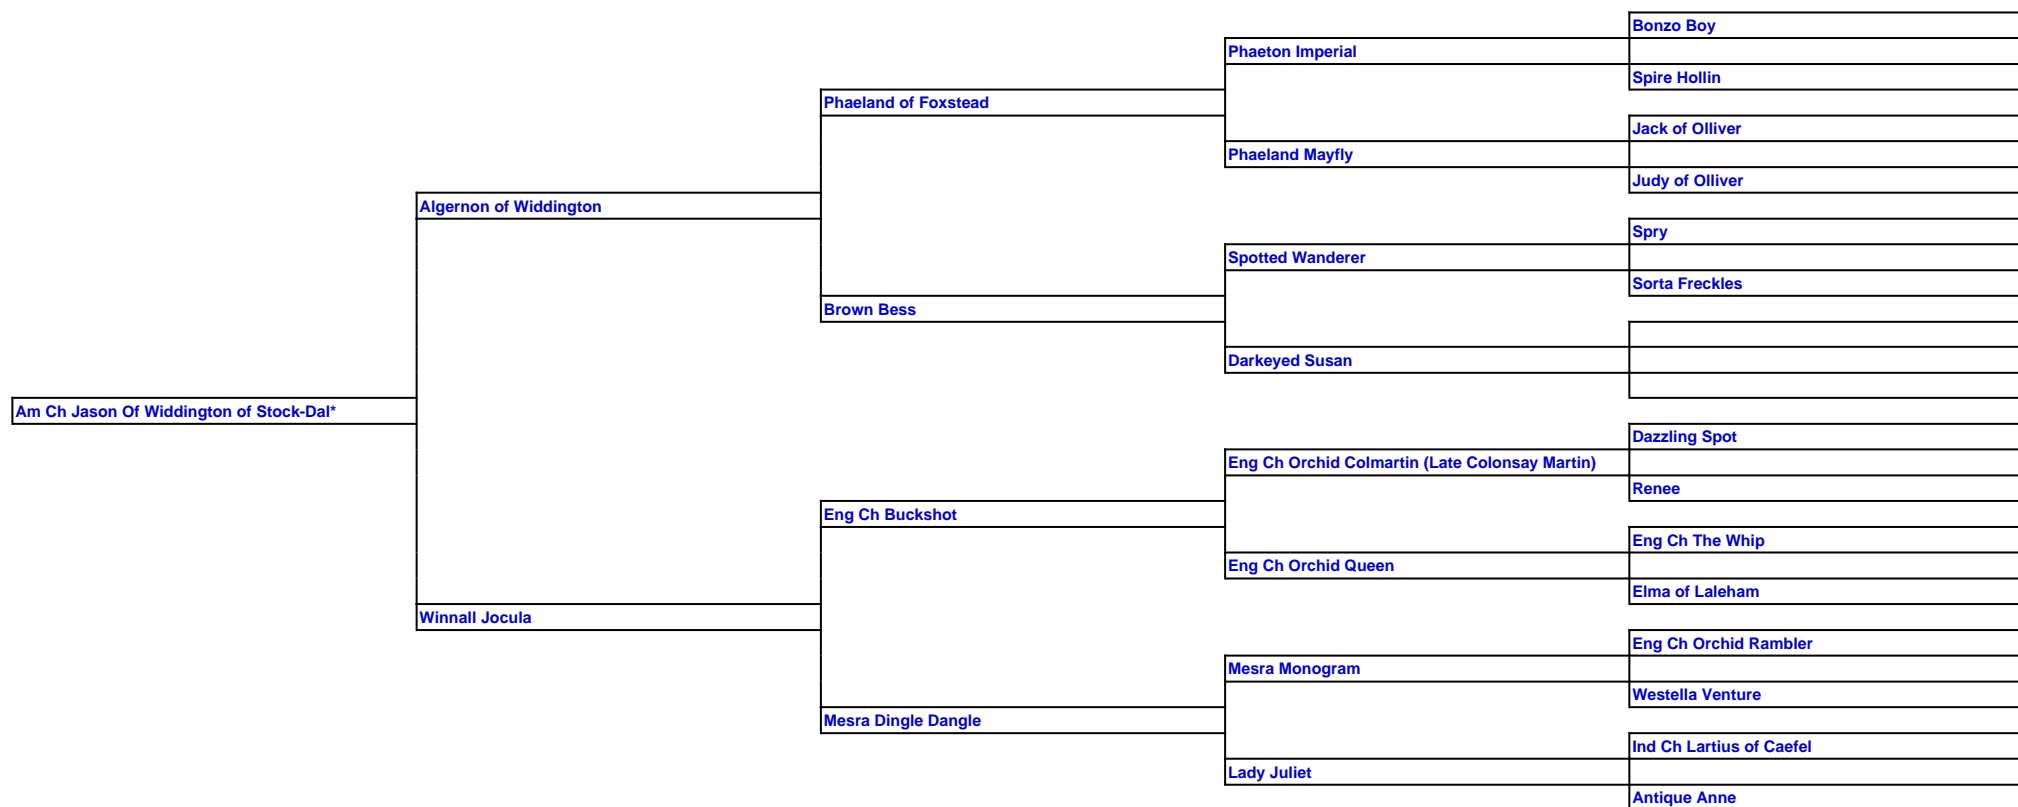 Bonzo Boy
Phaeton Imperial
Spire Hollin
Phaeland of Foxstead
Jack of Olliver
Phaeland Mayfly
Judy of Olliver
Algernon of Widdington
Spry
Spotted Wanderer
Sorta Freckles
Brown Bess
Darkeyed Susan
Am Ch Jason Of Widdington of Stock-Dal*
Dazzling Spot
Eng Ch Orchid Colmartin (Late Colonsay Martin)
Renee
Eng Ch Buckshot
Eng Ch The Whip
Eng Ch Orchid Queen
Elma of Laleham
Winnall Jocula
Eng Ch Orchid Rambler
Mesra Monogram
Westella Venture
Mesra Dingle Dangle
Ind Ch Lartius of Caefel
Lady Juliet
Antique Anne